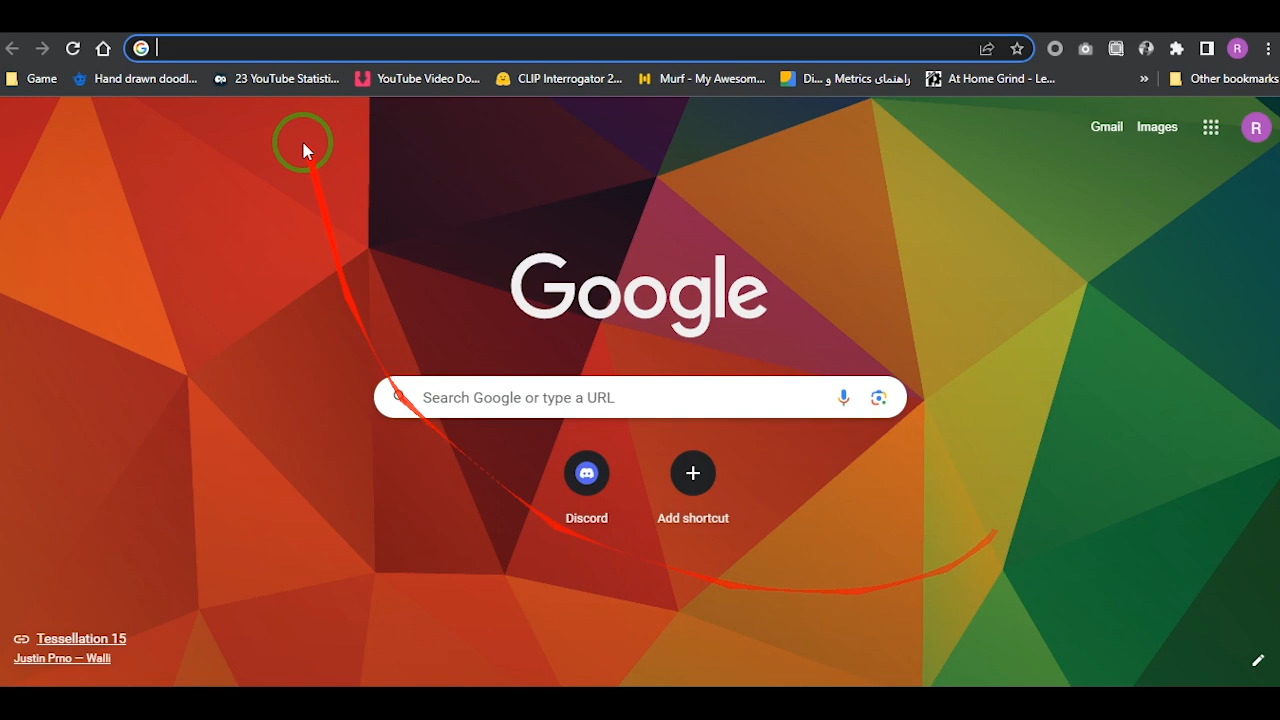 Game
Hand drawn doodl...
23 YouTube Statisti...
YouTube Video Do...
CLIP Interrogator 2...
Murf - My Awesom...
Di... و Metrics راهنمای
At Home Grind - Le...
»
Other bookmarks
R
Gmail
Images
R
Google
Search Google or type a URL
Discord
Add shortcut
Tessellation 15
Justin Prno — Walli